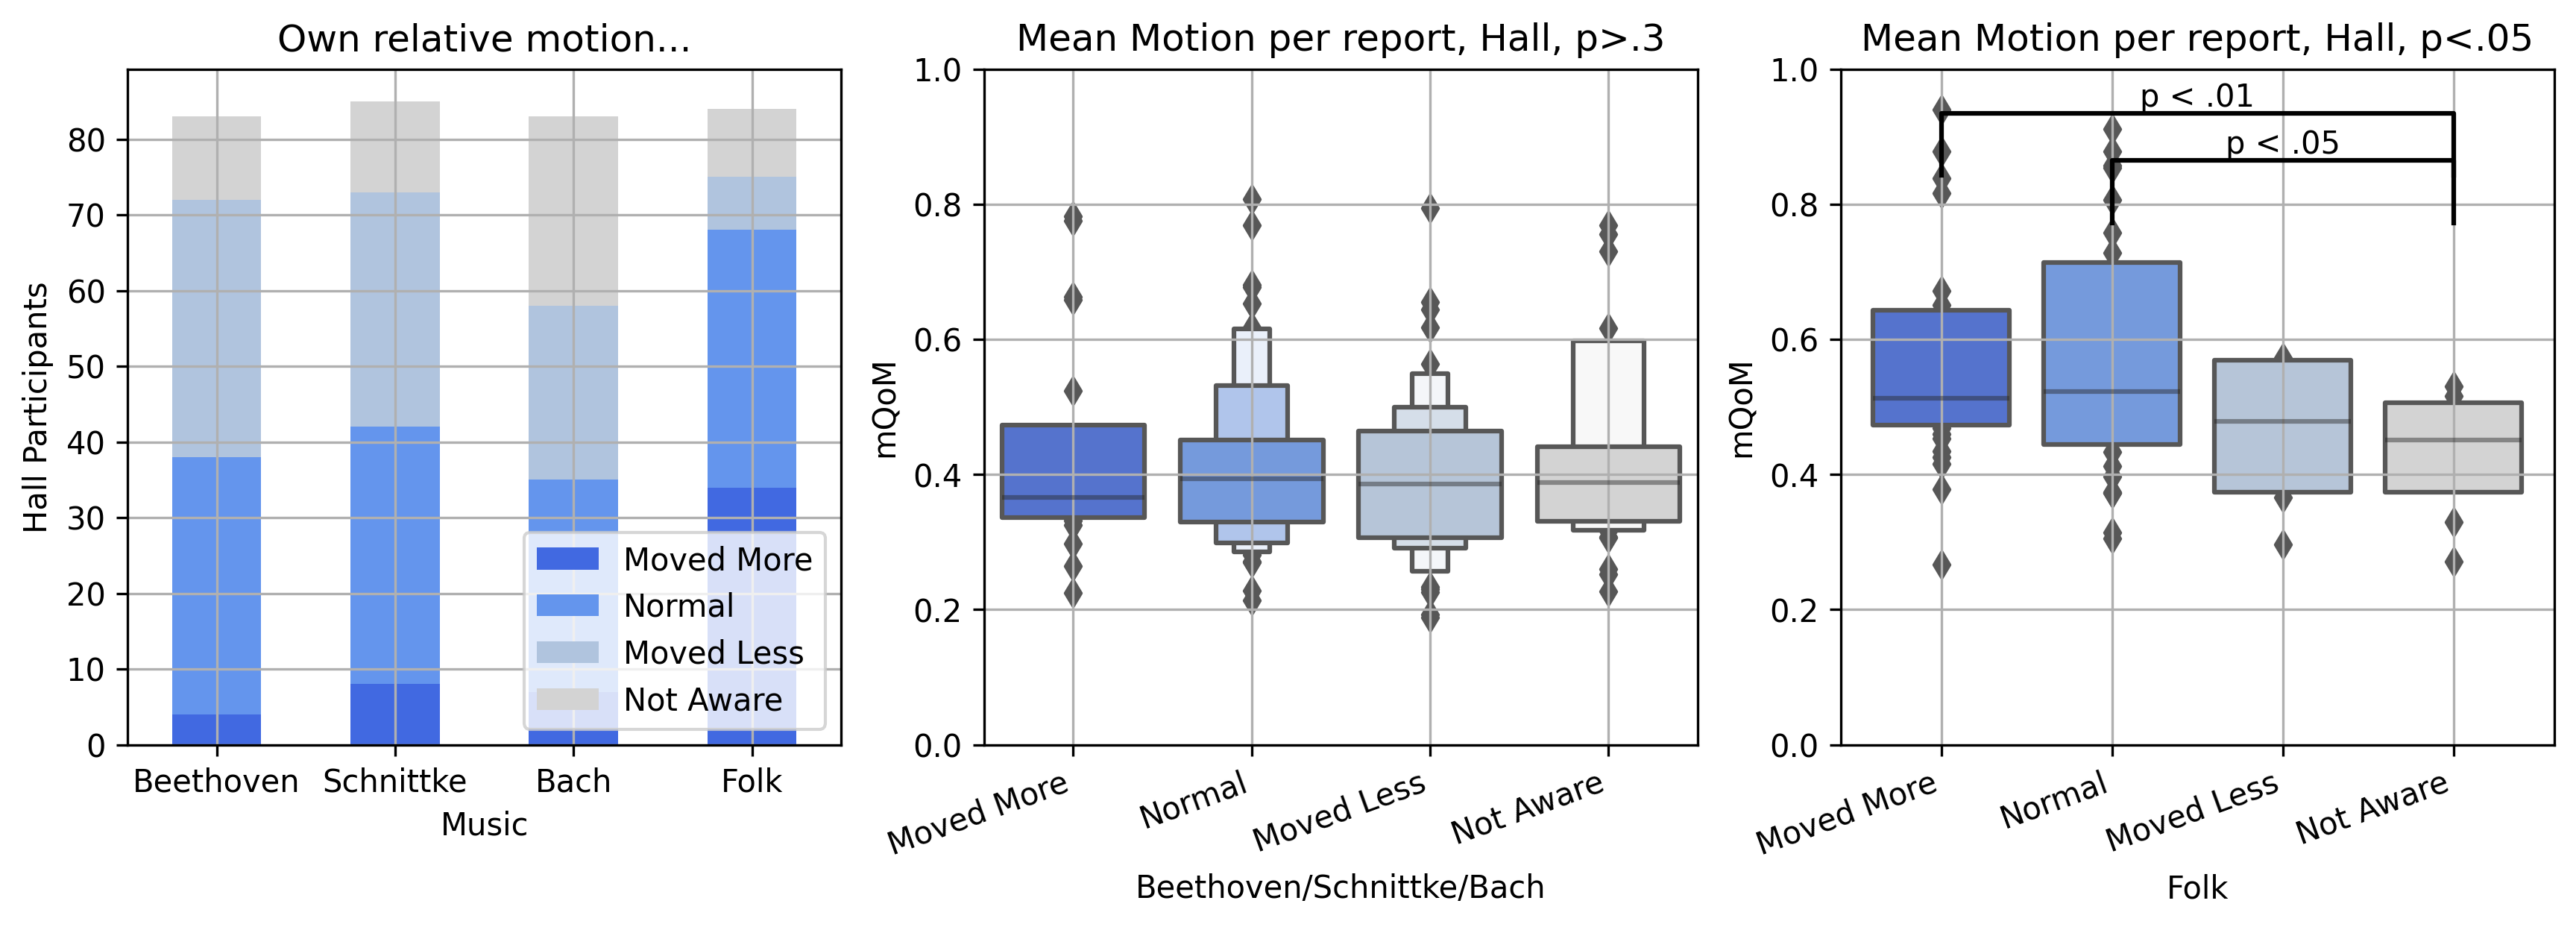 Own relative motion...
Hall Participants
80
70
60
50
40
30
20
10
0
Moved More
Normal
Moved Less
Not Aware
Beethoven Schnittke Bach Folk
Music
Mean Motion per report, Hall, p>.3
mQoM
1.0
0.8
0.6
0.4
0.2
0.0
Moved More Normal Moved Less Not Aware
Beethoven/Schnittke/Bach
Mean Motion per report, Hall, p<.05
mQoM
1.0
0.8
0.6
0.4
0.2
0.0
p < .01
p < .05
Moved More Normal Moved Less Not Aware
Folk